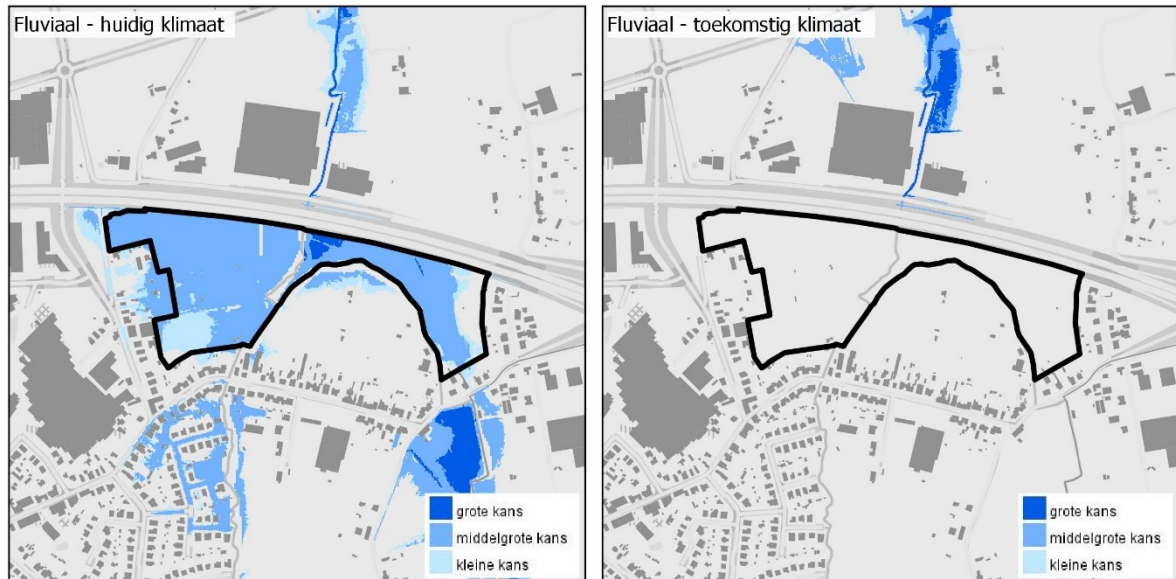 Fluviaal - huidig klimaat
grote kans
middelgrote kans
kleine kans
Fluviaal - toekomstig klimaat
grote kans
middelgrote kans
kleine kans